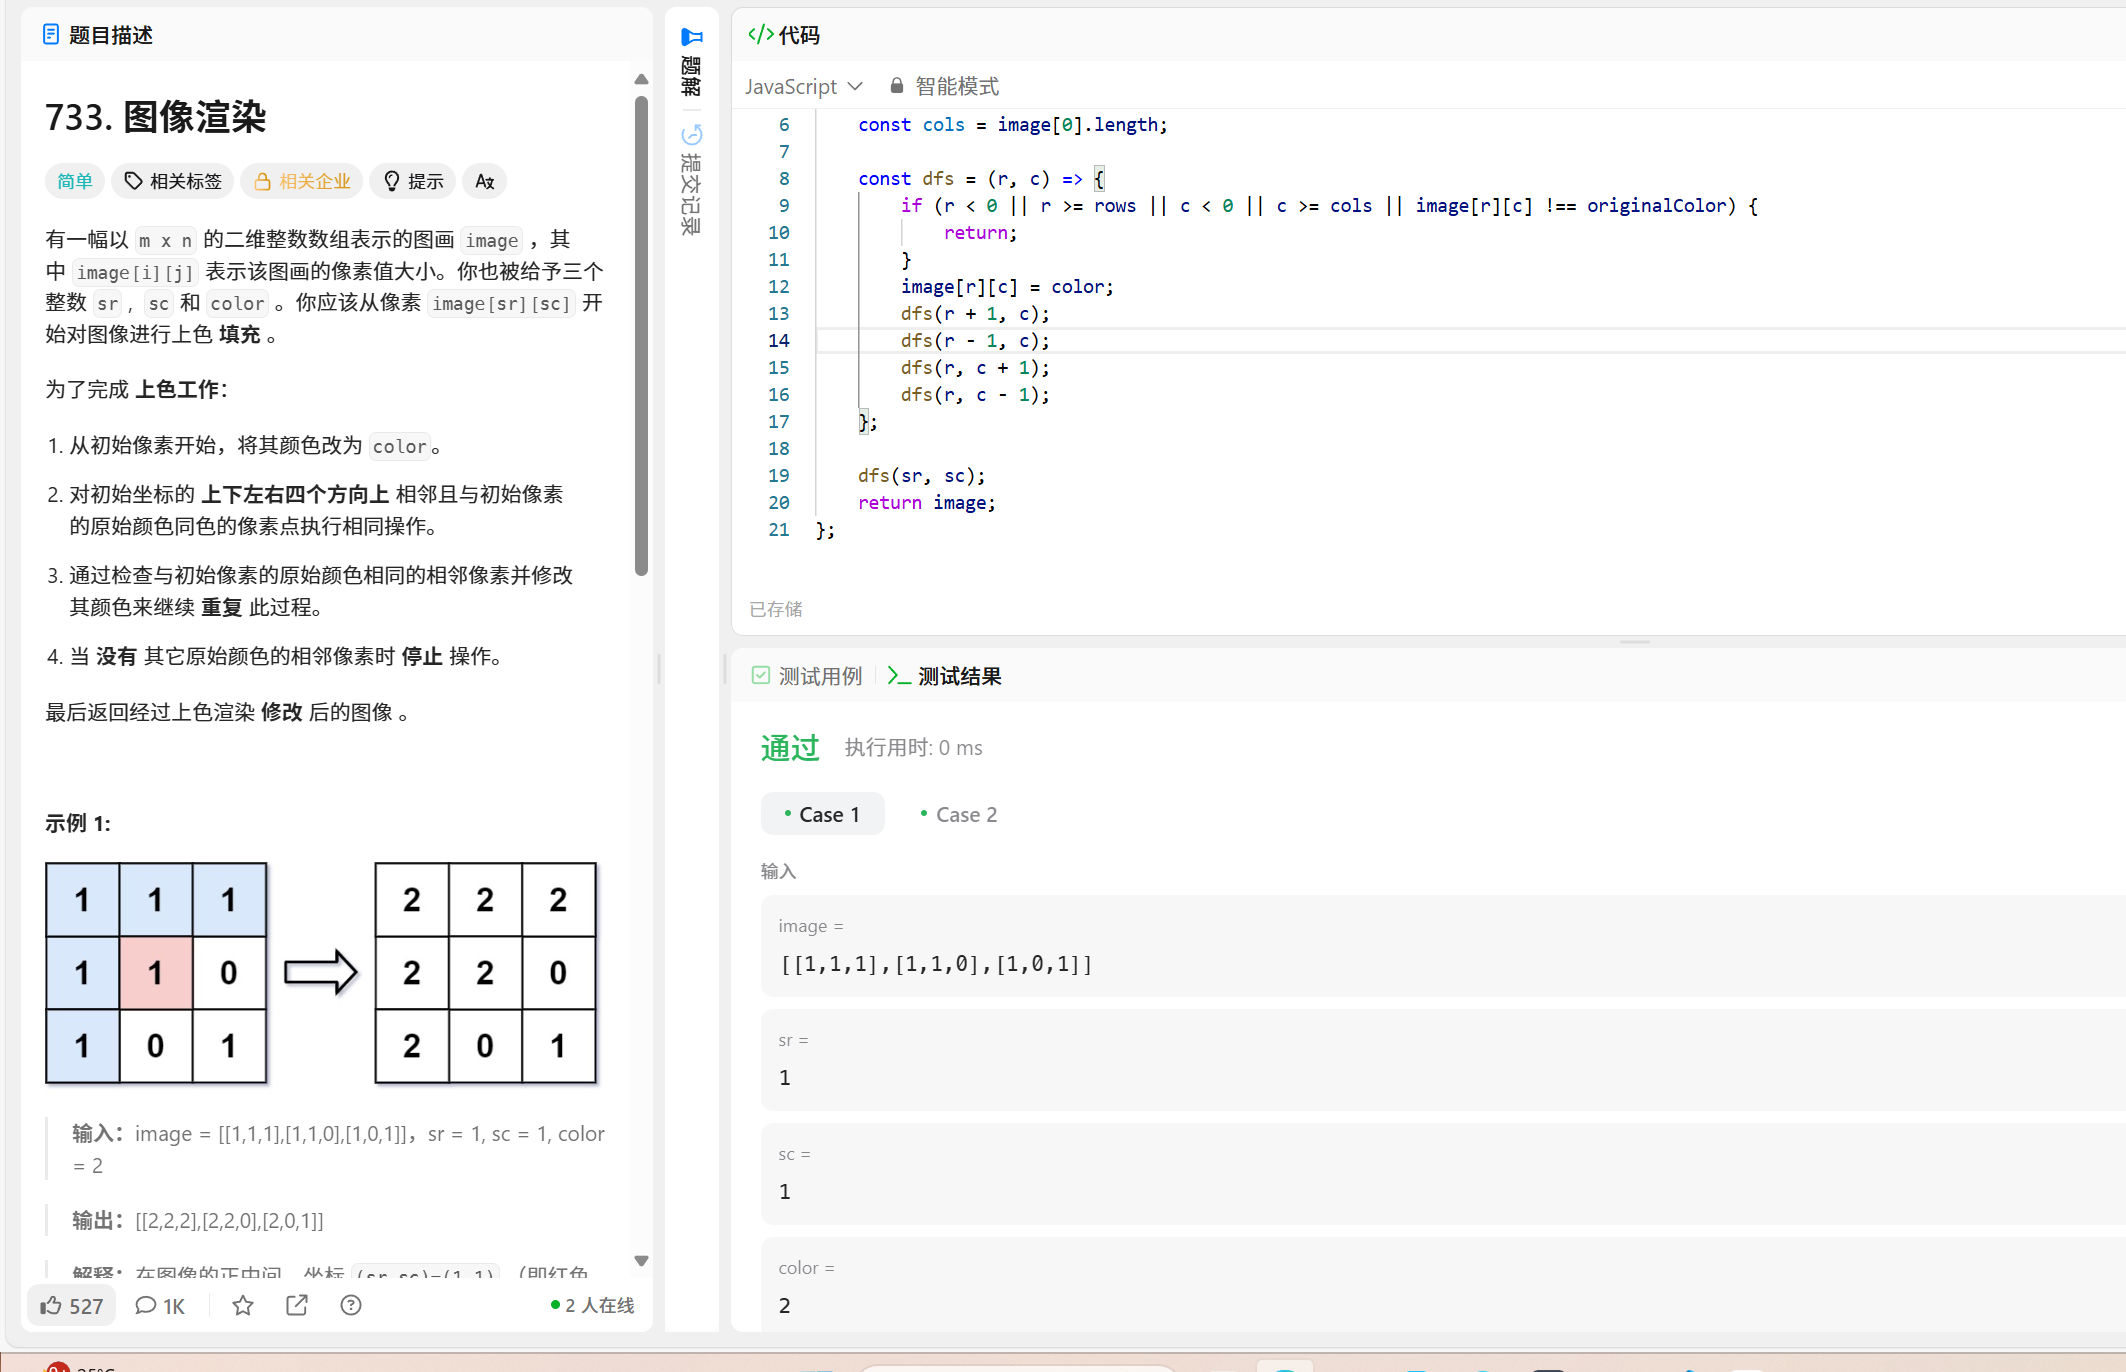 题目描述
733. 图像渲染
简单 相关标签 相关企业 提示 Aあ
有一幅以 m x n 的二维整数数组表示的图画 image ，其
中 image[i][j] 表示该图画的像素值大小。你也被给予三个
整数 sr , sc 和 color 。你应该从像素 image[sr][sc] 开
始对图像进行上色 填充 。
为了完成 上色工作：
1. 从初始像素开始，将其颜色改为 color。
2. 对初始坐标的 上下左右四个方向上 相邻且与初始像素
的原始颜色同色的像素点执行相同操作。
3. 通过检查与初始像素的原始颜色相同的相邻像素并修改
其颜色来继续 重复 此过程。
4. 当 没有 其它原始颜色的相邻像素时 停止 操作。
最后返回经过上色渲染 修改 后的图像 。
示例 1:
1 1 1 2 2 2
1 1 0 2 2 0
1 0 1 2 0 1
输入：image = [[1,1,1],[1,1,0],[1,0,1]]，sr = 1, sc = 1, color
= 2
输出：[[2,2,2],[2,2,0],[2,0,1]]
解释：在图像的正中间，坐标 (sr,sc)=(1,1) （即红色
527 1K 2 人在线
题解
提交记录
</> 代码
JavaScript 智能模式
6 const cols = image[0].length;
7
8 const dfs = (r, c) => {
9 if (r < 0 || r >= rows || c < 0 || c >= cols || image[r][c] !== originalColor) {
10 return;
11 }
12 image[r][c] = color;
13 dfs(r + 1, c);
14 dfs(r - 1, c);
15 dfs(r, c + 1);
16 dfs(r, c - 1);
17 };
18
19 dfs(sr, sc);
20 return image;
21 };
已存储
测试用例 测试结果
通过 执行用时: 0 ms
Case 1 Case 2
输入
image =
[[1,1,1],[1,1,0],[1,0,1]]
sr =
1
sc =
1
color =
2